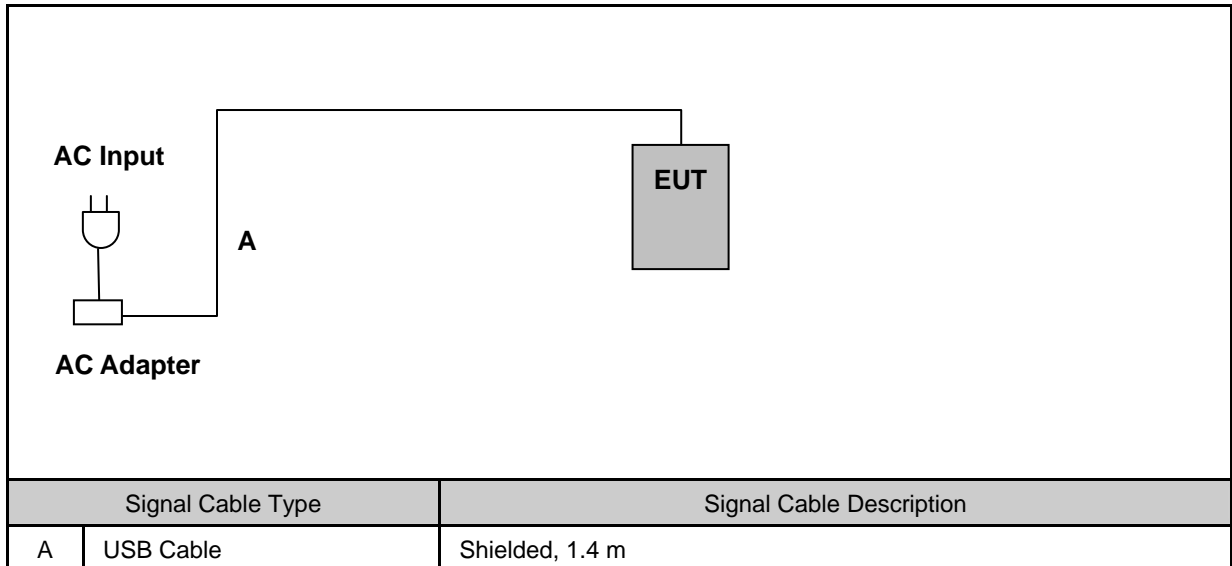 AC Input
EUT
A
AC Adapter
Signal Cable Type Signal Cable Description
A USB Cable Shielded, 1.4 m